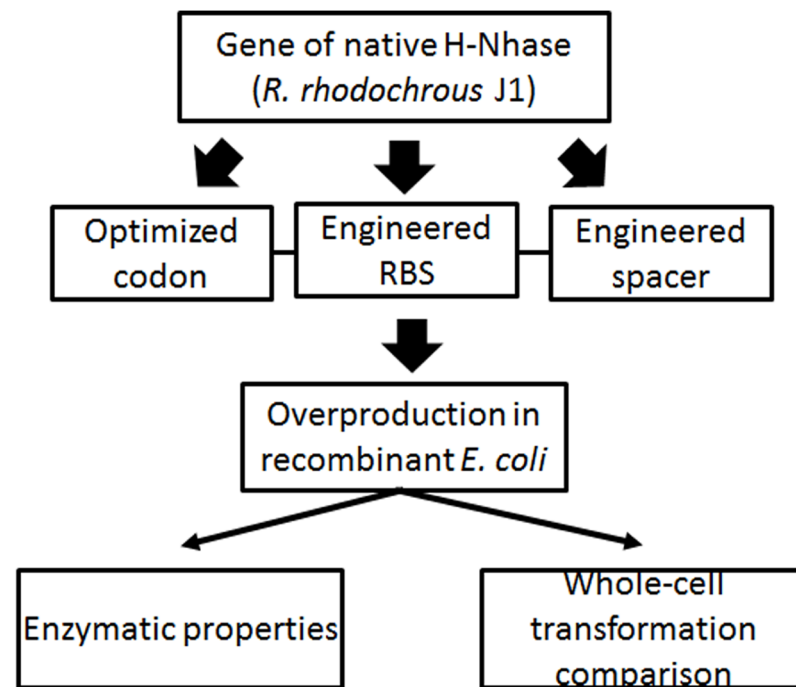 Gene of native H-Nhase
(R. rhodochrous J1)
Optimized
codon
Engineered
RBS
Engineered
spacer
Overproduction in
recombinant E. coli
Enzymatic properties
Whole-cell
transformation
comparison